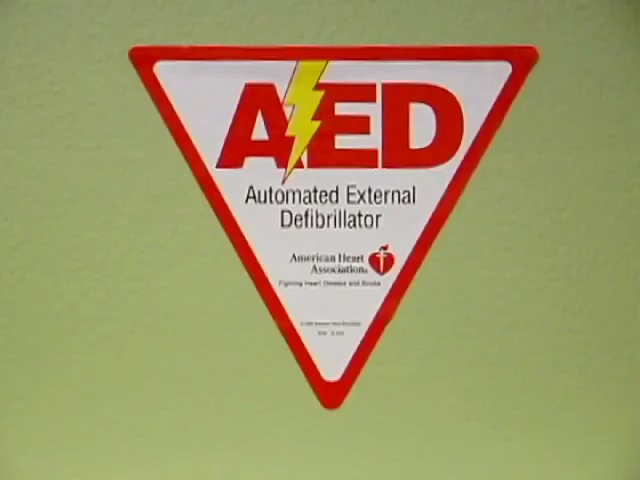 AED
Automated External
Defibrillator
American Heart
Association®
Fighting Heart Disease and Stroke